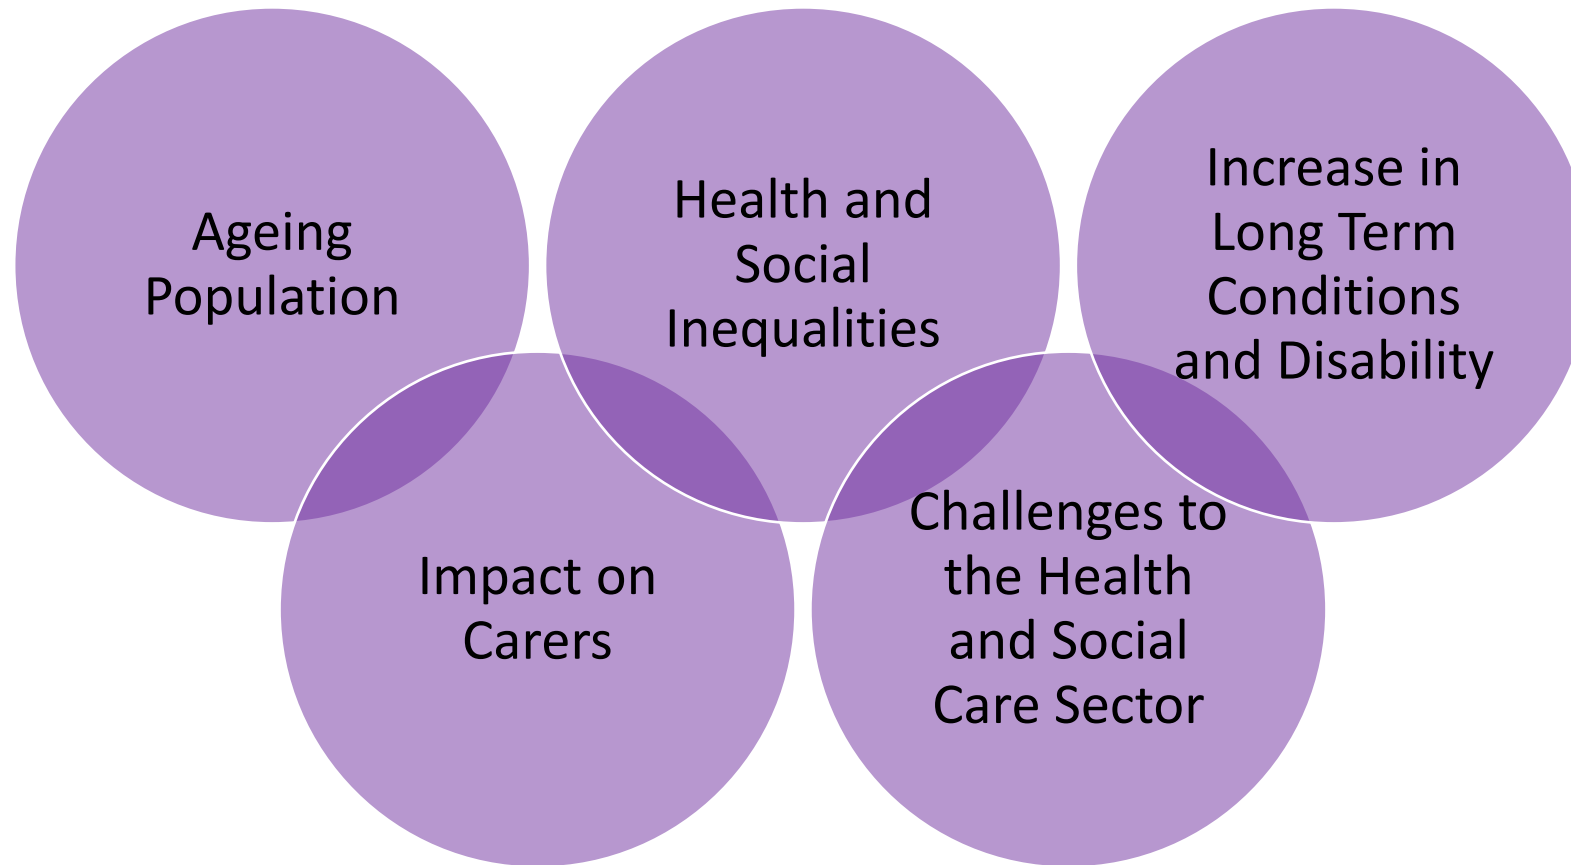 Ageing
Population
Health and
Social
Inequalities
Increase in
Long Term
Conditions
and Disability
Impact on
Carers
Challenges to
the Health
and Social
Care Sector